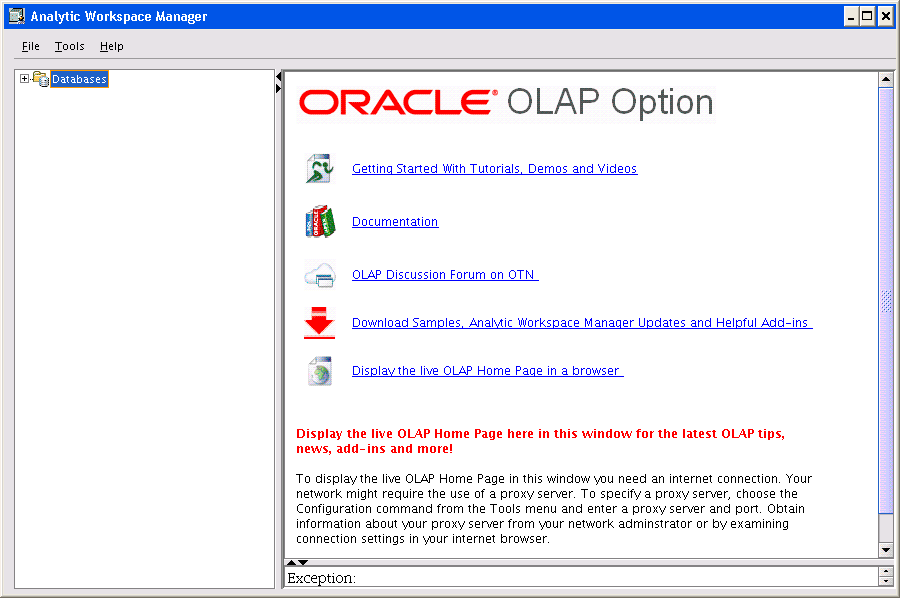 Analytic Workspace Manager
File Tools Help
Databases
ORACLE® OLAP Option
Getting Started With Tutorials, Demos and Videos
Documentation
OLAP Discussion Forum on OTN
Download Samples, Analytic Workspace Manager Updates and Helpful Add-ins
Display the live OLAP Home Page in a browser
Display the live OLAP Home Page here in this window for the latest OLAP tips,
news, add-ins and more!
To display the live OLAP Home Page in this window you need an internet connection. Your
network might require the use of a proxy server. To specify a proxy server, choose the
Configuration command from the Tools menu and enter a proxy server and port. Obtain
information about your proxy server from your network adminstrator or by examining
connection settings in your internet browser.
Exception: